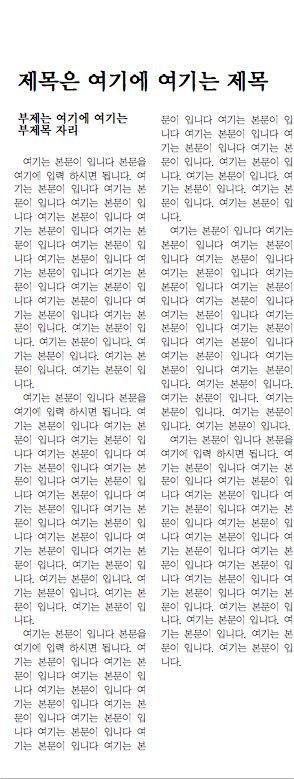 제목은 여기에 여기는 제목
부제는 여기에 여기는
부제목 자리
여기는 본문이 입니다 본문을
여기에 입력 하시면 됩니다. 여
기는 본문이 입니다 여기는 본
문이 입니다 여기는 본문이 입
니다 여기는 본문이 입니다 여
기는 본문이 입니다 여기는 본
문이 입니다 여기는 본문이 입
니다 여기는 본문이 입니다 여
기는 본문이 입니다 여기는 본
문이 입니다 여기는 본문이 입
니다 여기는 본문이 입니다 여
기는 본문이 입니다 여기는 본
문이 입니다. 여기는 본문이 입
니다. 여기는 본문이 입니다. 여
기는 본문이 입니다. 여기는 본
문이 입니다. 여기는 본문이 입
니다.
여기는 본문이 입니다 본문을
여기에 입력 하시면 됩니다. 여
기는 본문이 입니다 여기는 본
문이 입니다 여기는 본문이 입
니다 여기는 본문이 입니다 여
기는 본문이 입니다 여기는 본
문이 입니다 여기는 본문이 입
니다 여기는 본문이 입니다 여
기는 본문이 입니다 여기는 본
문이 입니다 여기는 본문이 입
니다 여기는 본문이 입니다 여
기는 본문이 입니다 여기는 본
문이 입니다. 여기는 본문이 입
니다. 여기는 본문이 입니다. 여
기는 본문이 입니다. 여기는 본
문이 입니다. 여기는 본문이 입
니다.
여기는 본문이 입니다 본문을
여기에 입력 하시면 됩니다. 여
기는 본문이 입니다 여기는 본
문이 입니다 여기는 본문이 입
니다 여기는 본문이 입니다 여
기는 본문이 입니다 여기는 본
문이 입니다 여기는 본문이 입
니다 여기는 본문이 입니다 여
기는 본문이 입니다 여기는 본
문이 입니다 여기는 본문이 입
니다 여기는 본문이 입니다 여
기는 본문이 입니다 여기는 본
문이 입니다. 여기는 본문이 입
니다. 여기는 본문이 입니다. 여
기는 본문이 입니다. 여기는 본
문이 입니다. 여기는 본문이 입
니다.
여기는 본문이 입니다 여기는
본문이 입니다 여기는 본문이
입니다 여기는 본문이 입니다
여기는 본문이 입니다 여기는
본문이 입니다 여기는 본문이
입니다 여기는 본문이 입니다
여기는 본문이 입니다 여기는
본문이 입니다 여기는 본문이
입니다 여기는 본문이 입니다
여기는 본문이 입니다 여기는
본문이 입니다. 여기는 본문이
입니다. 여기는 본문이 입니다.
여기는 본문이 입니다. 여기는
본문이 입니다. 여기는 본문이
입니다. 여기는 본문이 입니다.
여기는 본문이 입니다 본문을
여기에 입력 하시면 됩니다. 여
기는 본문이 입니다 여기는 본
문이 입니다 여기는 본문이 입
니다 여기는 본문이 입니다 여
기는 본문이 입니다 여기는 본
문이 입니다 여기는 본문이 입
니다 여기는 본문이 입니다 여
기는 본문이 입니다 여기는 본
문이 입니다 여기는 본문이 입
니다 여기는 본문이 입니다 여
기는 본문이 입니다 여기는 본
문이 입니다. 여기는 본문이 입
니다. 여기는 본문이 입니다. 여
기는 본문이 입니다. 여기는 본
문이 입니다. 여기는 본문이 입
니다.